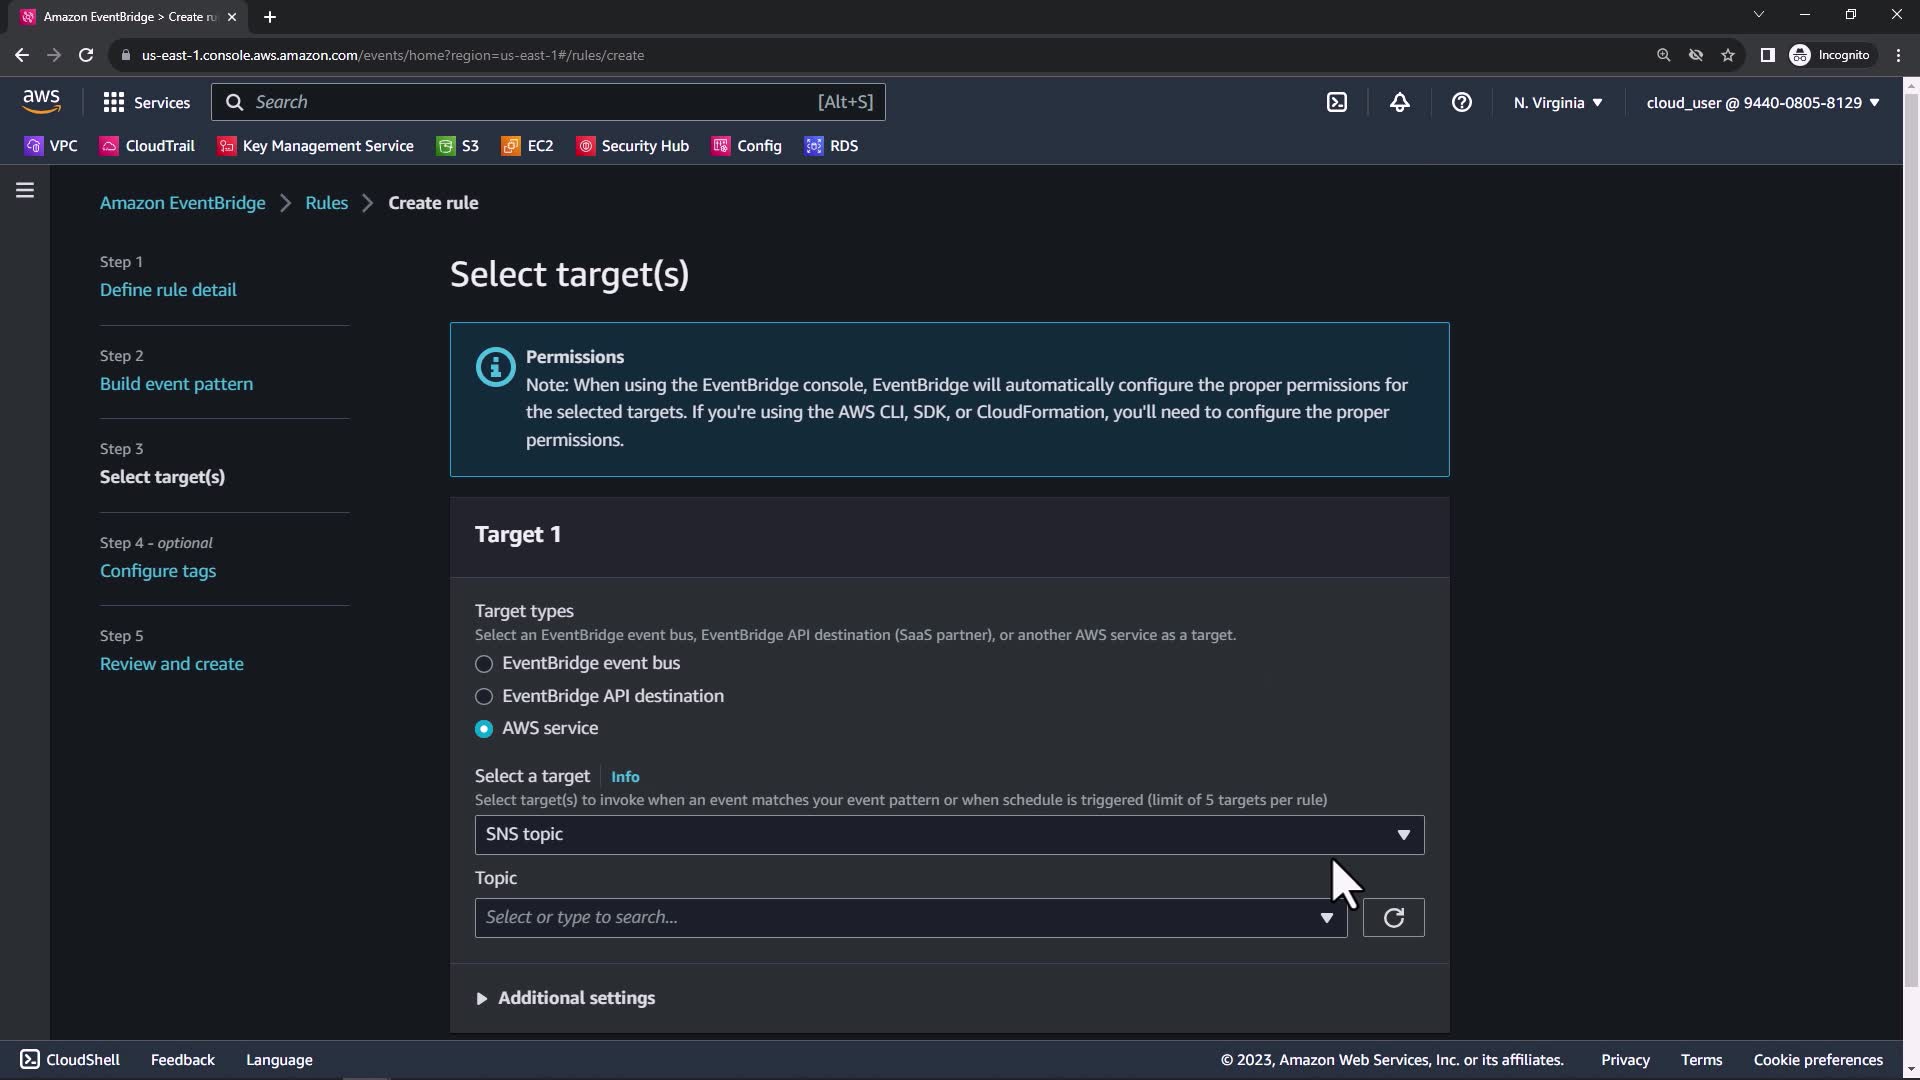 Amazon EventBridge > Create ru
us-east-1.console.aws.amazon.com/events/home?region=us-east-1#/rules/create
Incognito
aws
Services
Search
[Alt+S]
N. Virginia
cloud_user @ 9440-0805-8129
VPC
CloudTrail
Key Management Service
S3
EC2
Security Hub
Config
RDS
Amazon EventBridge
Rules
Create rule
Step 1
Define rule detail
Step 2
Build event pattern
Step 3
Select target(s)
Step 4 - optional
Configure tags
Step 5
Review and create
Select target(s)
Permissions
Note: When using the EventBridge console, EventBridge will automatically configure the proper permissions for
the selected targets. If you're using the AWS CLI, SDK, or CloudFormation, you'll need to configure the proper
permissions.
Target 1
Target types
Select an EventBridge event bus, EventBridge API destination (SaaS partner), or another AWS service as a target.
EventBridge event bus
EventBridge API destination
AWS service
Select a target
Info
Select target(s) to invoke when an event matches your event pattern or when schedule is triggered (limit of 5 targets per rule)
SNS topic
Topic
Select or type to search...
Additional settings
CloudShell
Feedback
Language
© 2023, Amazon Web Services, Inc. or its affiliates.
Privacy
Terms
Cookie preferences